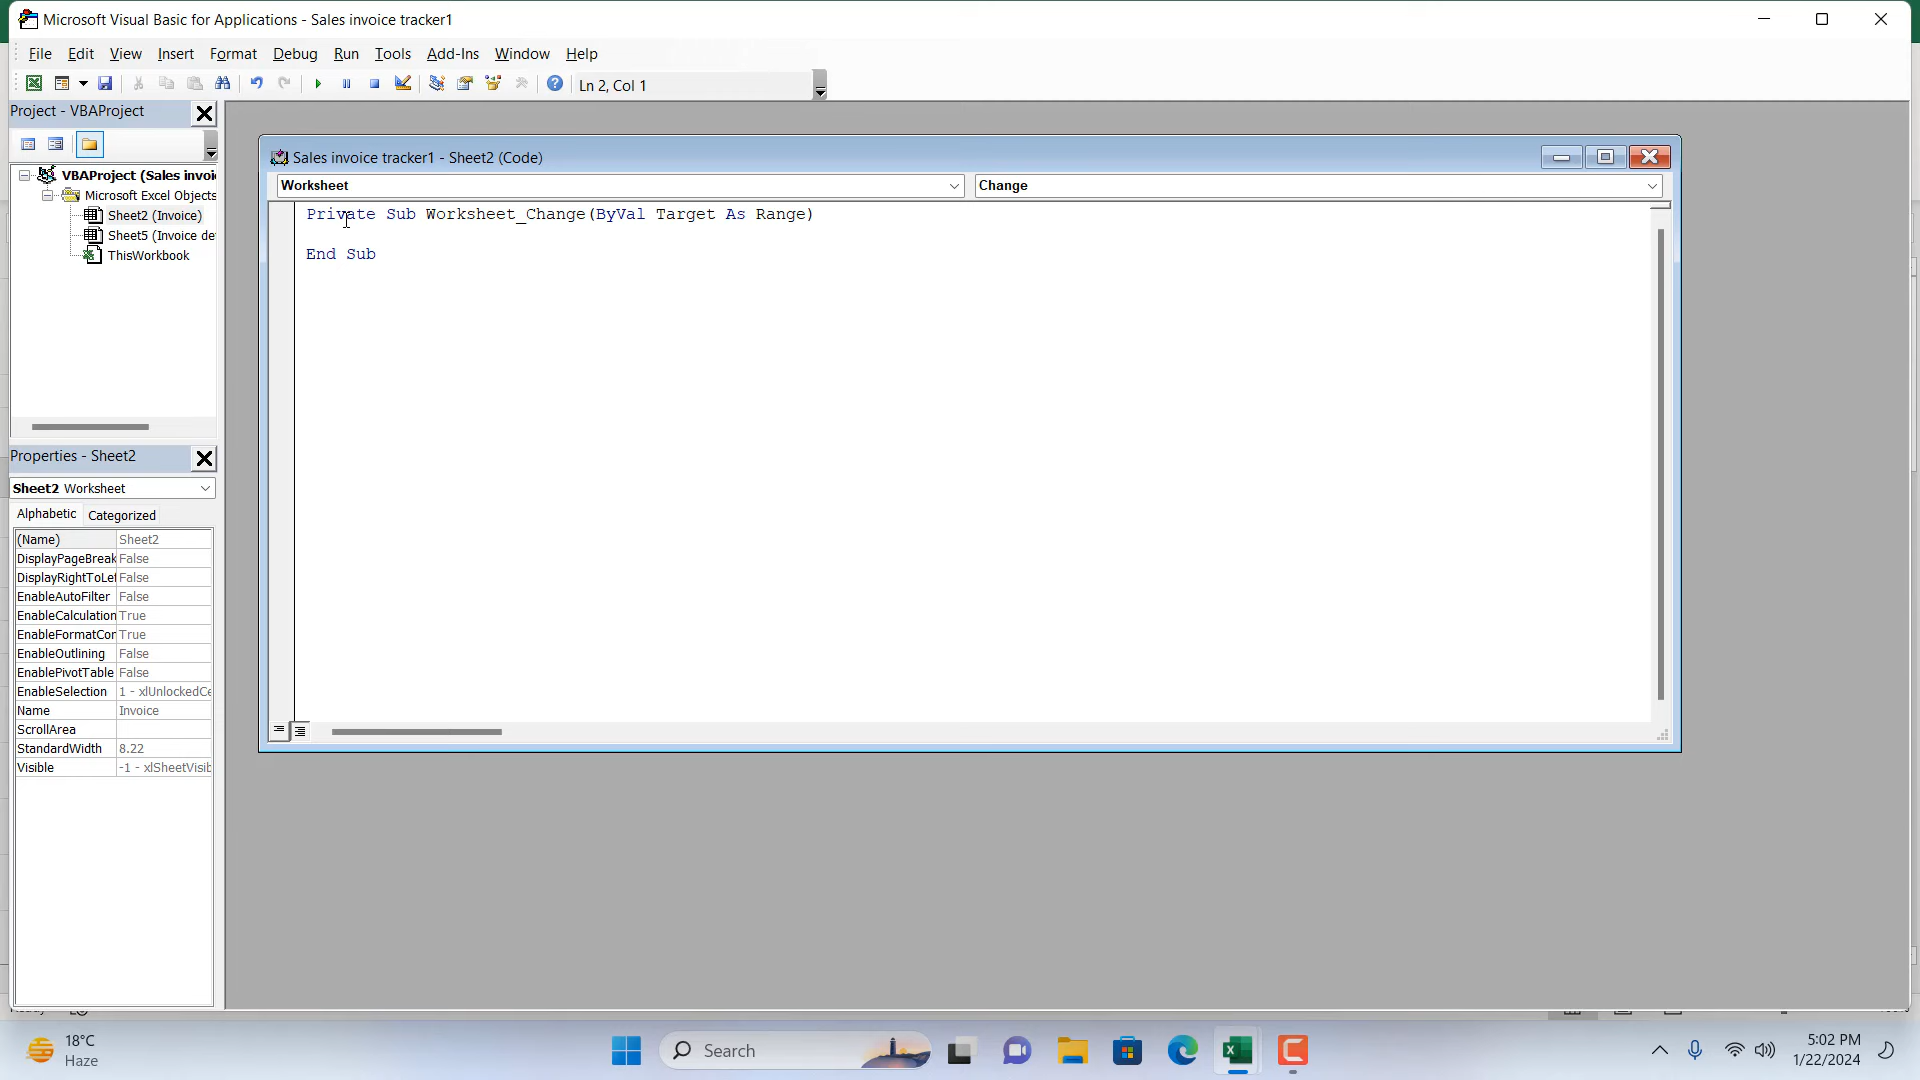 Microsoft Visual Basic for Applications - Sales invoice tracker1
File Edit View Insert Format Debug Run Tools Add-Ins Window Help
Ln 2, Col 1
Project - VBAProject
VBAProject (Sales invoi
Microsoft Excel Objects
Sheet2 (Invoice)
Sheet5 (Invoice de
ThisWorkbook
Sales invoice tracker1 - Sheet2 (Code)
Worksheet Change
Private Sub Worksheet_Change(ByVal Target As Range)
End Sub
Properties - Sheet2
Sheet2 Worksheet
Alphabetic Categorized
(Name) Sheet2
DisplayPageBreak False
DisplayRightToLef False
EnableAutoFilter False
EnableCalculation True
EnableFormatCor True
EnableOutlining False
EnablePivotTable False
EnableSelection 1 - xlUnlockedCe
Name Invoice
ScrollArea
StandardWidth 8.22
Visible -1 - xlSheetVisib
18°C
Haze
Search
5:02 PM
1/22/2024